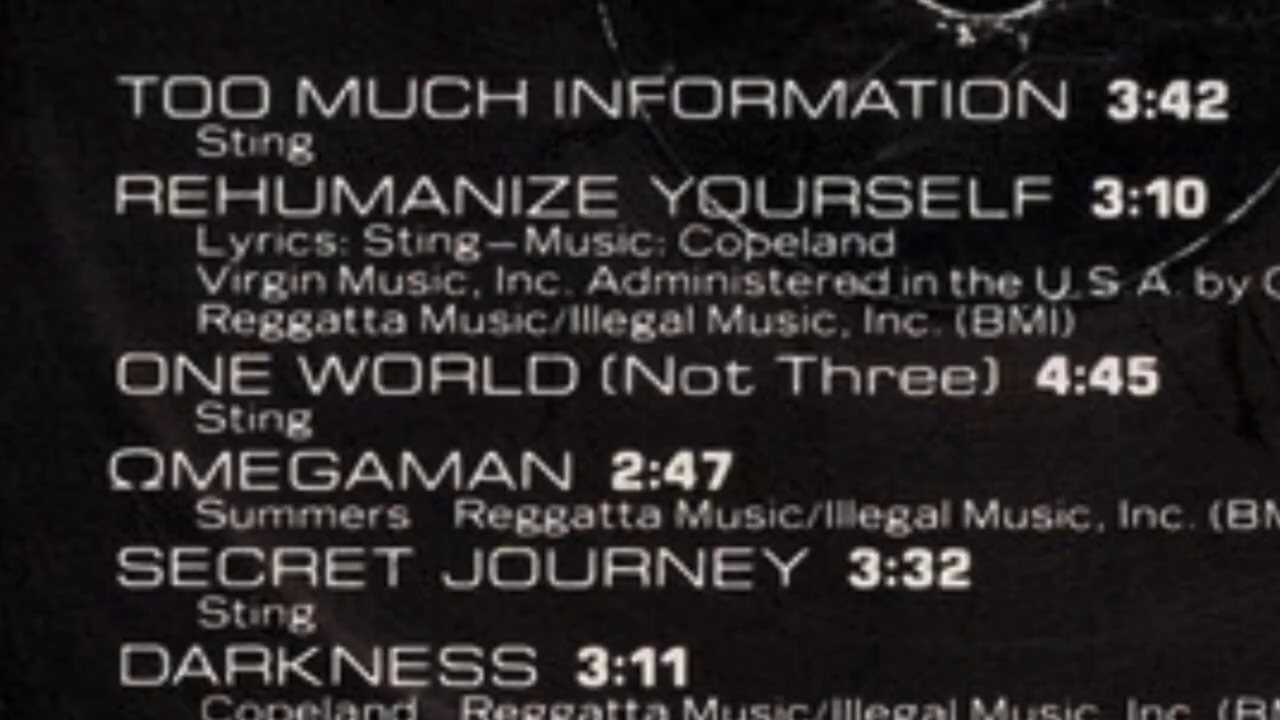 TOO MUCH INFORMATION 3:42
Sting
REHUMANIZE YOURSELF 3:10
Lyrics: Sting–Music: Copeland
Virgin Music, Inc. Administered in the U.S.A. by
Reggatta Music/Illegal Music, Inc. (BMI)
ONE WORLD (Not Three) 4:45
Sting
ΩMEGAMAN 2:47
Summers Reggatta Music/Illegal Music, Inc. (BM
SECRET JOURNEY 3:32
Sting
DARKNESS 3:11
Copeland Reggatta Music/Illegal Music, Inc. (BM